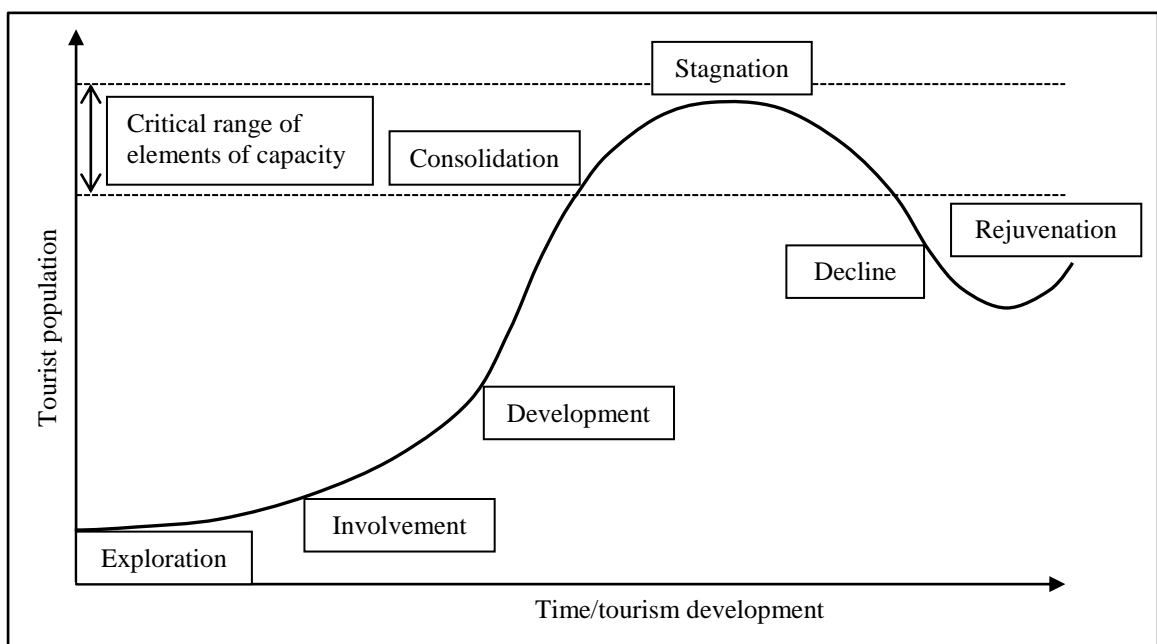 Stagnation
Critical range of
elements of capacity
Consolidation
Rejuvenation
Decline
Tourist population
Development
Involvement
Exploration
Time/tourism development